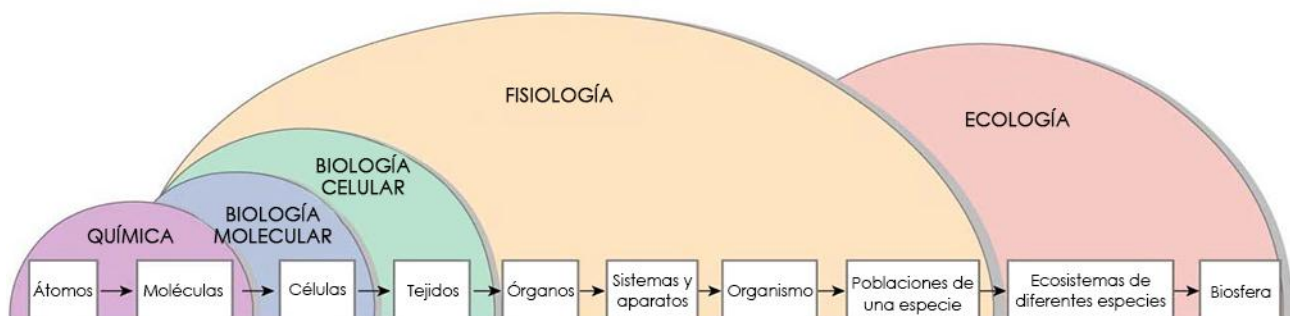 FISIOLOGÍA
ECOLOGÍA
BIOLOGÍA
CELULAR
BIOLOGÍA
MOLECULAR
QUÍMICA
Átomos
Moléculas
Células
Tejidos
Órganos
Sistemas y
aparatos
Organismo
Poblaciones de
una especie
Ecosistemas de
diferentes especies
Biosfera